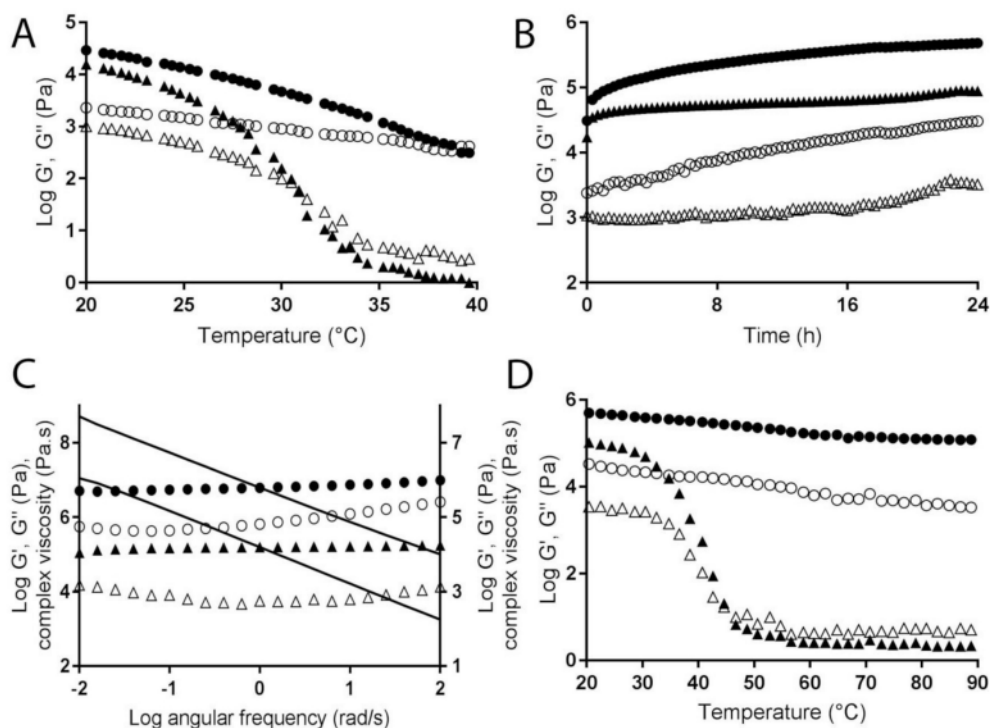 A
5
4
3
2
1
0
Log G', G'' (Pa)
20 25 30 35 40
Temperature (°C)
B
6
5
4
3
2
Log G', G'' (Pa)
0 8 16 24
Time (h)
C
8
6
4
2
Log G', G'' (Pa),
complex viscosity (Pa.s)
7
5
3
1
Log G', G'' (Pa),
complex viscosity (Pa.s)
-2 -1 0 1 2
Log angular frequency (rad/s)
D
6
4
2
0
Log G', G'' (Pa)
20 30 40 50 60 70 80 90
Temperature (°C)